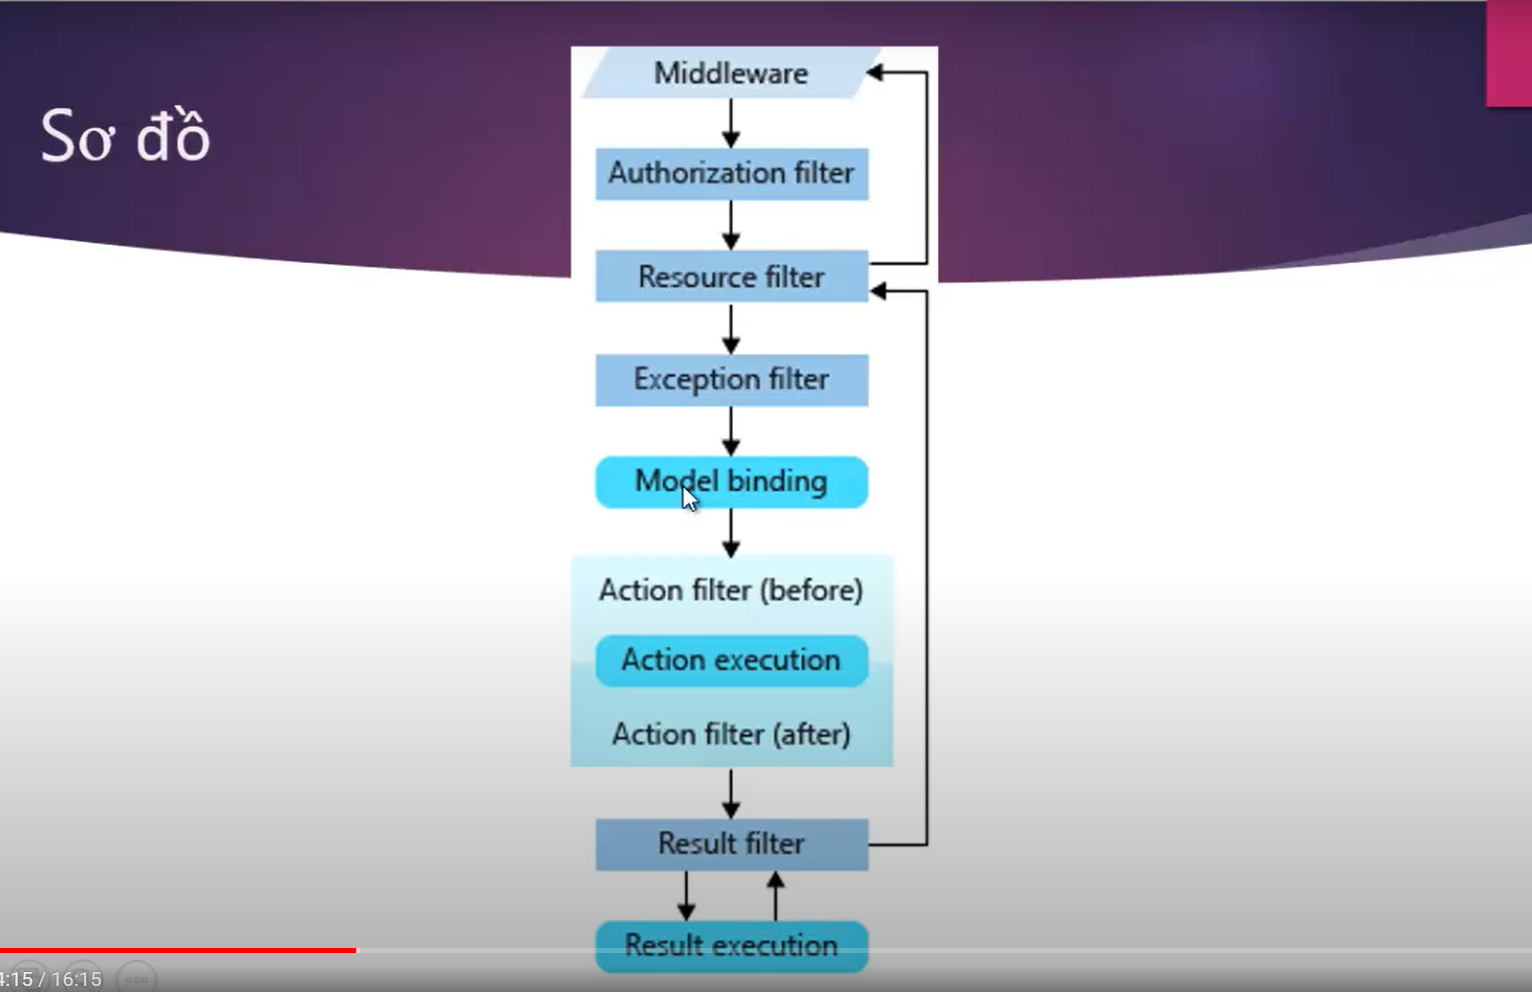 Sơ đồ
Middleware
Authorization filter
Resource filter
Exception filter
Model binding
Action filter (before)
Action execution
Action filter (after)
Result filter
Result execution
4:15 / 16:15